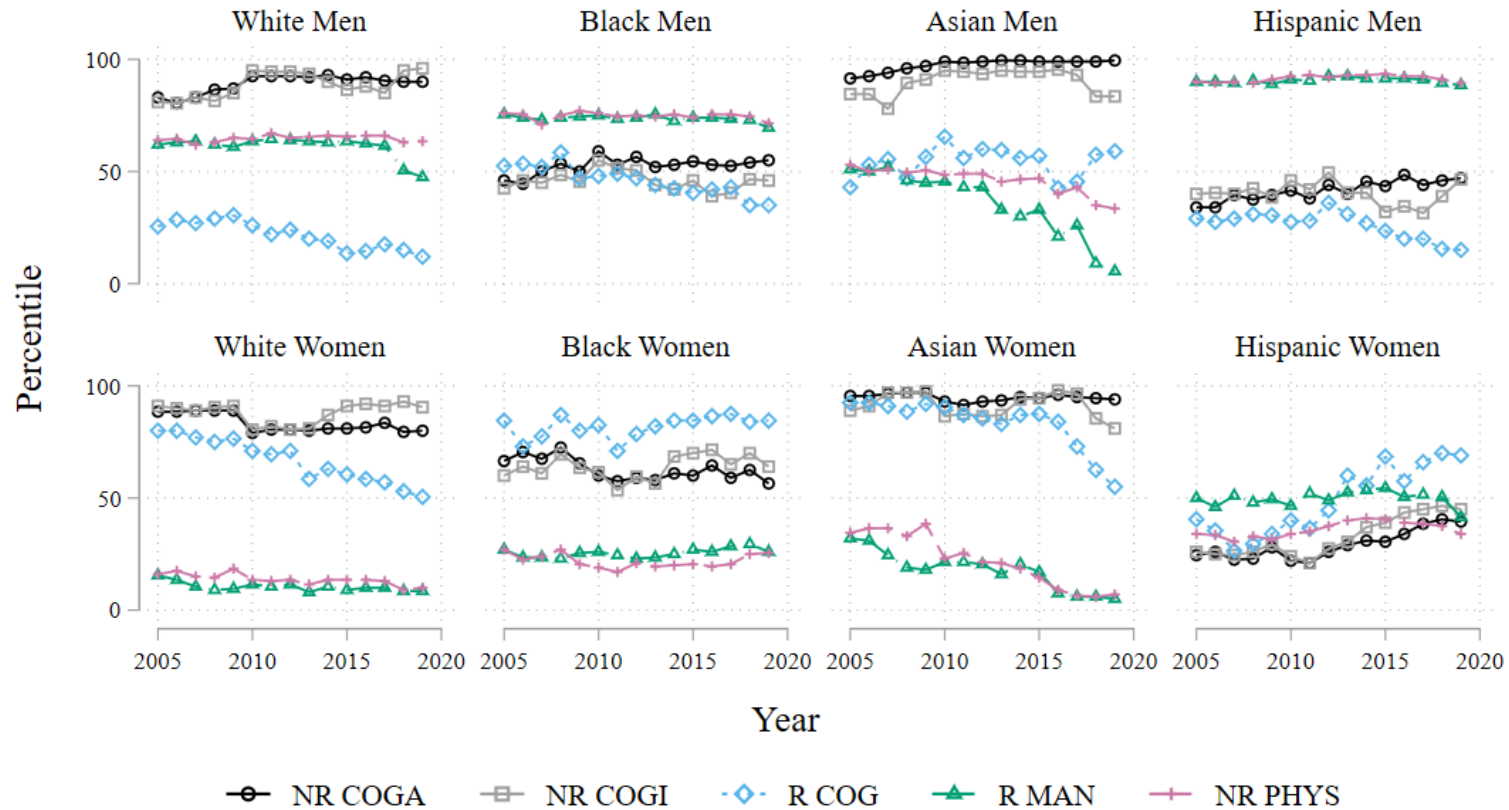 White Men Black Men Asian Men Hispanic Men
100
50
0
White Women Black Women Asian Women Hispanic Women
100
50
0
Percentile
2005 2010 2015 2020 2005 2010 2015 2020 2005 2010 2015 2020 2005 2010 2015 2020
Year
NR COGA NR COGI R COG R MAN NR PHYS